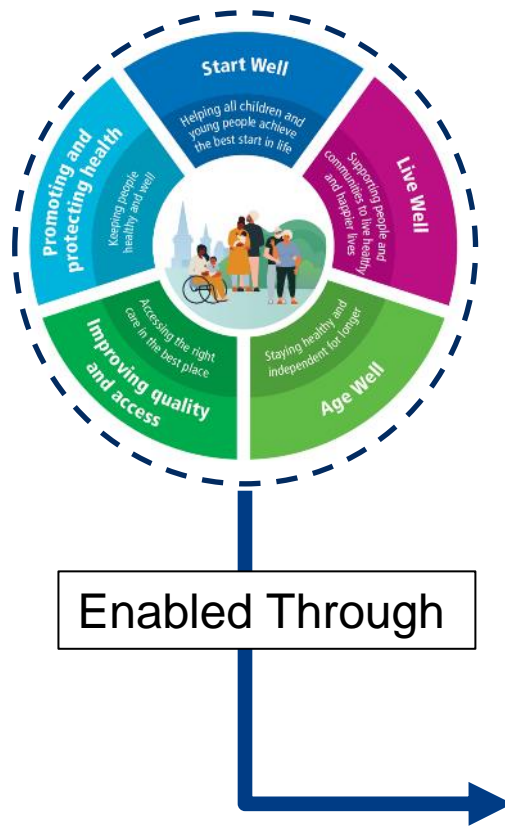 Start Well
Helping all children and
young people achieve
the best start in life
Live Well
Supporting people and
communities to live healthy
and happier lives
Age Well
Staying healthy and
independent for longer
Improving quality
and access
Accessing the right
care in the best place
Promoting and
protecting health
Keeping people
healthy and well
Enabled Through